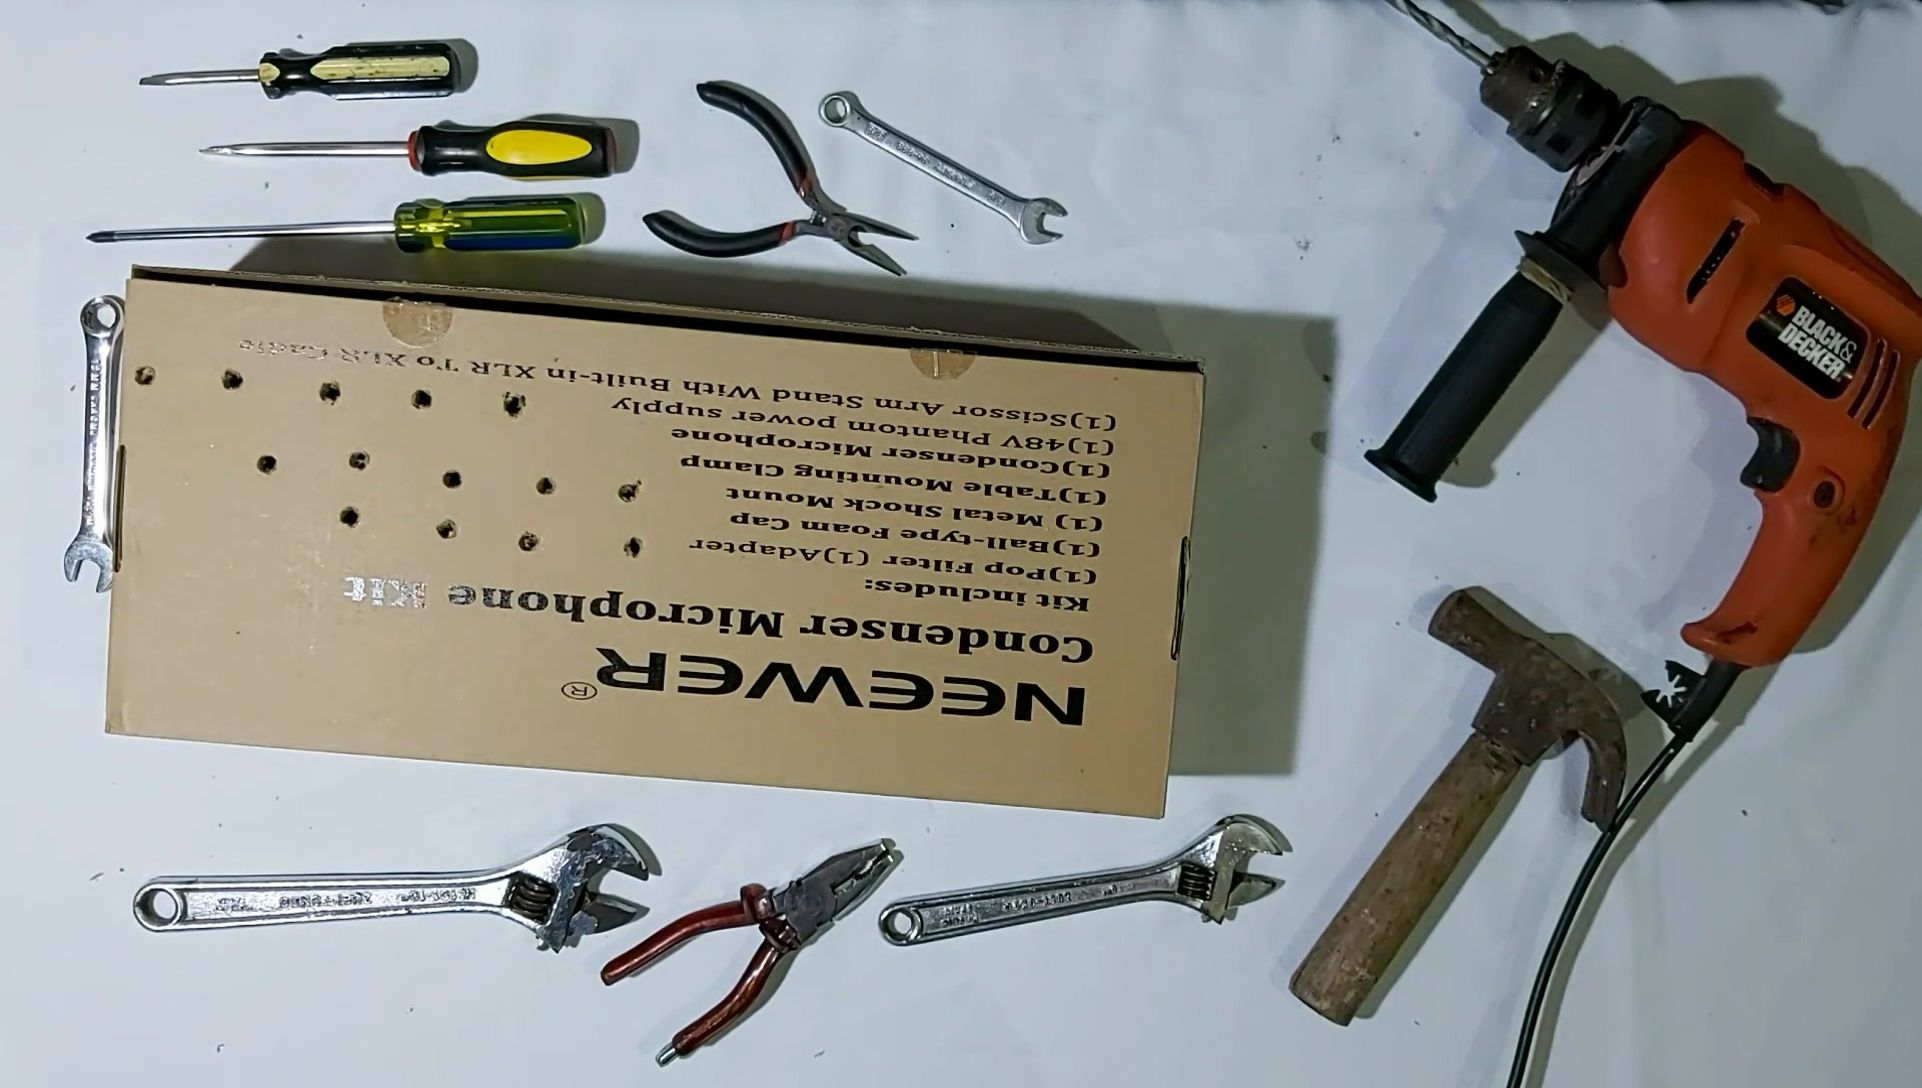 NEEWER®
Condenser Microphone Kit
Kit includes:
(1)Pop Filter (1)Adapter
(1)Ball-type Foam Cap
(1) Metal Shock Mount
(1)Table Mounting Clamp
(1)Condenser Microphone
(1)48V Phantom power supply
(1)Scissor Arm Stand With Built-in XLR To XLR Cable
BLACK&
DECKER